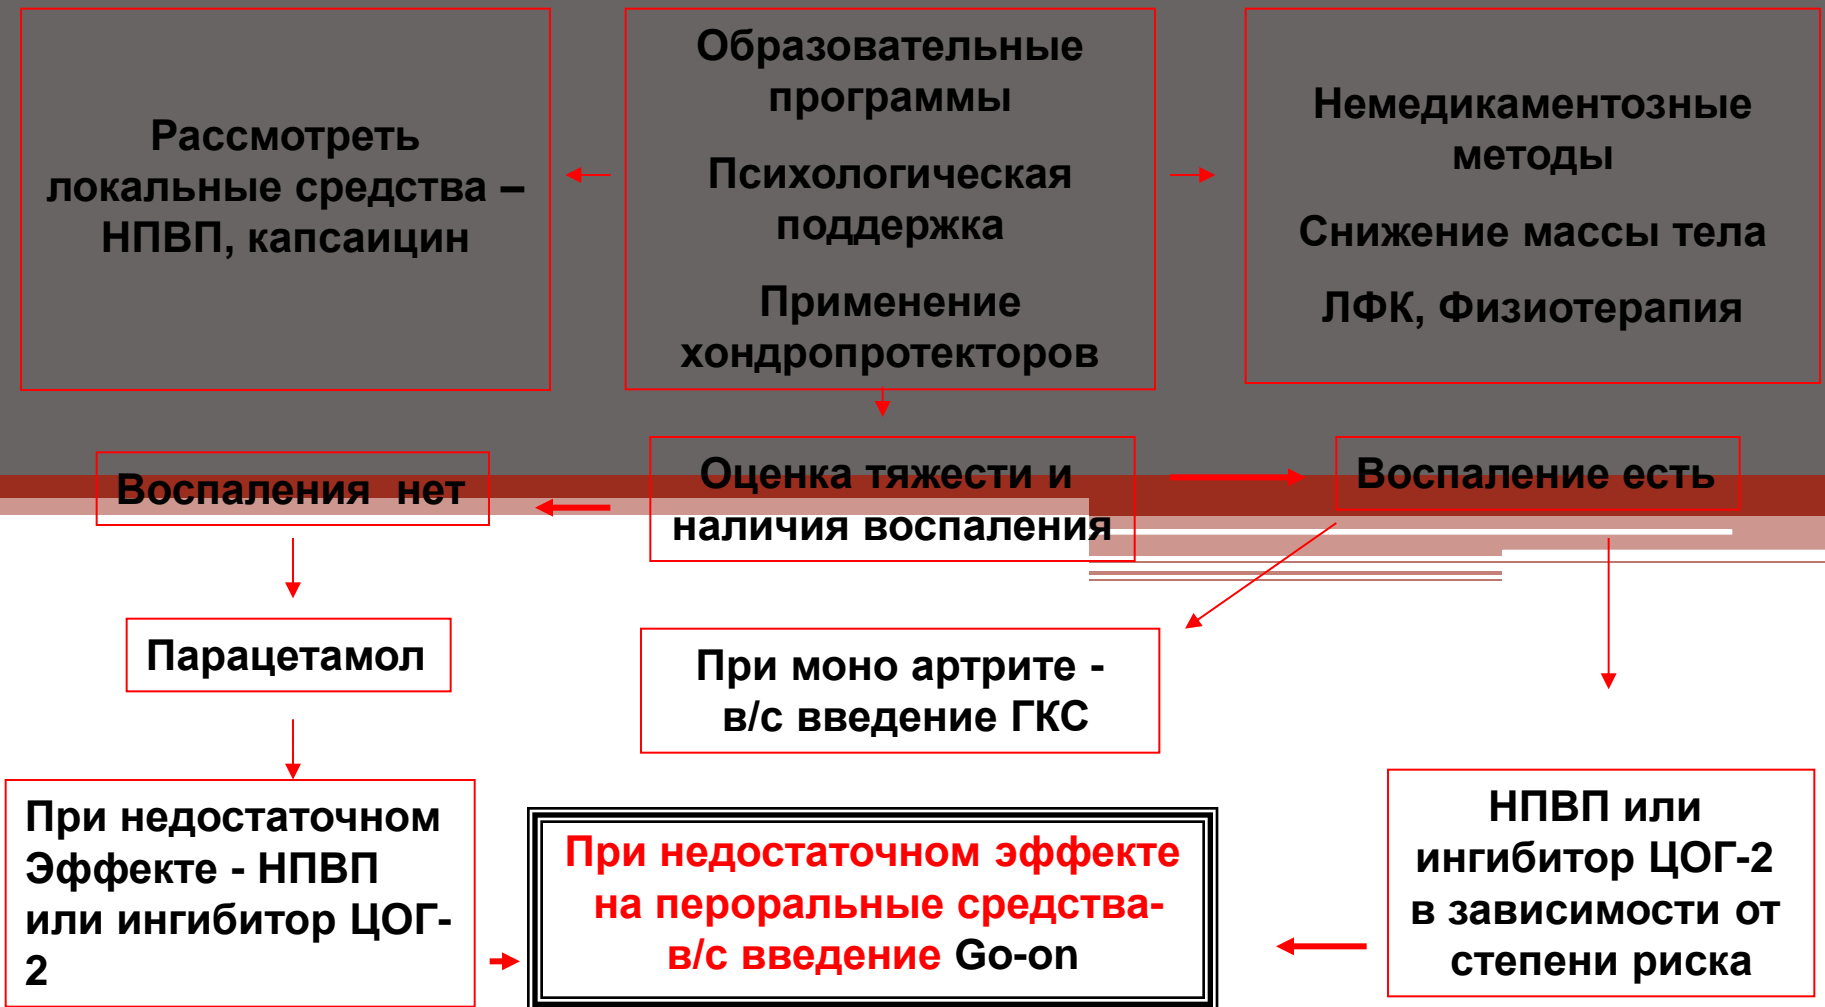 Рассмотреть
локальные средства –
НПВП, капсаицин
Образовательные
программы
Психологическая
поддержка
Применение
хондропротекторов
Немедикаментозные
методы
Снижение массы тела
ЛФК, Физиотерапия
Воспаления нет
Оценка тяжести и
наличия воспаления
Воспаление есть
Парацетамол
При моно артрите -
в/с введение ГКС
При недостаточном
Эффекте - НПВП
или ингибитор ЦОГ-
2
При недостаточном эффекте
на пероральные средства-
в/с введение Go-on
НПВП или
ингибитор ЦОГ-2
в зависимости от
степени риска